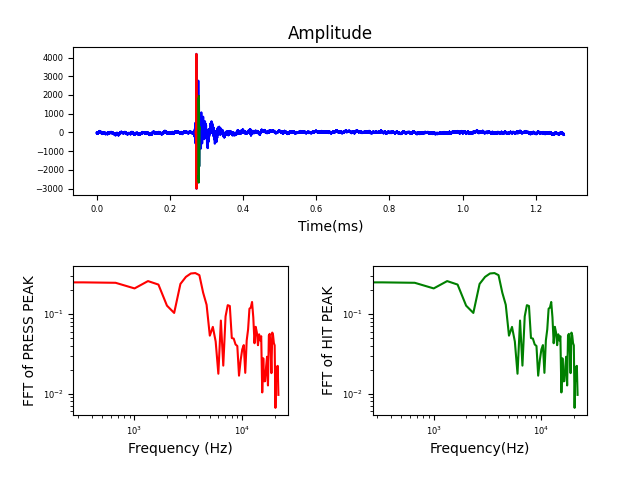 Amplitude
4000
3000
2000
1000
0
−1000
−2000
−3000
0.0 0.2 0.4 0.6 0.8 1.0 1.2
Time(ms)
FFT of PRESS PEAK
10⁻¹
10⁻²
10³ 10⁴
Frequency (Hz)
FFT of HIT PEAK
10⁻¹
10⁻²
10³ 10⁴
Frequency(Hz)